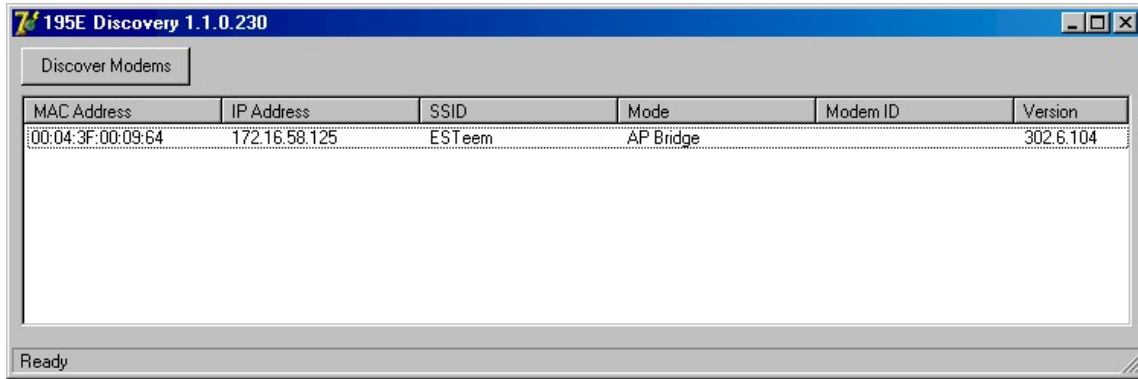 195E Discovery 1.1.0.230
Discover Modems
MAC Address IP Address SSID Mode Modem ID Version
00:04:3F:00:09:64 172.16.58.125 ESTeem AP Bridge 302.6.104
Ready